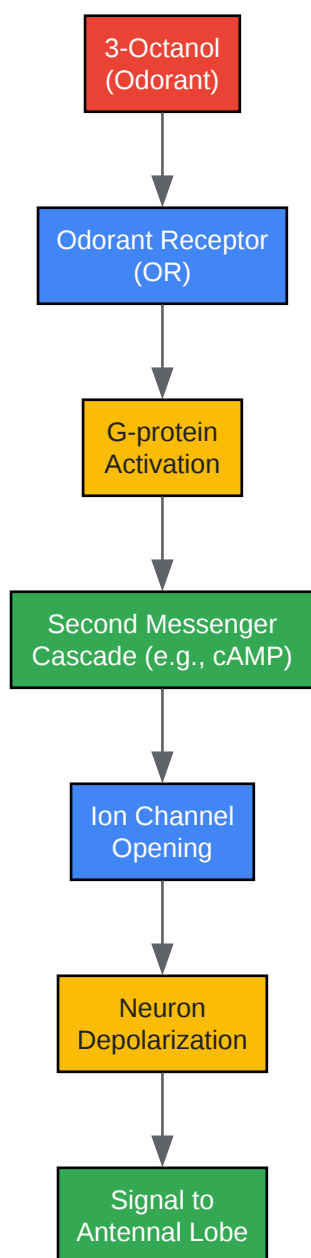 3-Octanol
(Odorant)
Odorant Receptor
(OR)
G-protein
Activation
Second Messenger
Cascade (e.g., cAMP)
Ion Channel
Opening
Neuron
Depolarization
Signal to
Antennal Lobe